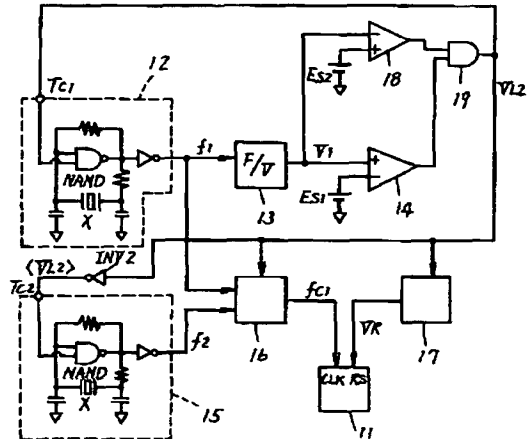 12
TC1
NAND
X
f1
F/V
13
V1
ES2
18
19
VL2
ES1
14
INV2
⟨VL2⟩
TC2
NAND
X
f2
15
16
fC1
VR
17
CLK RS
11